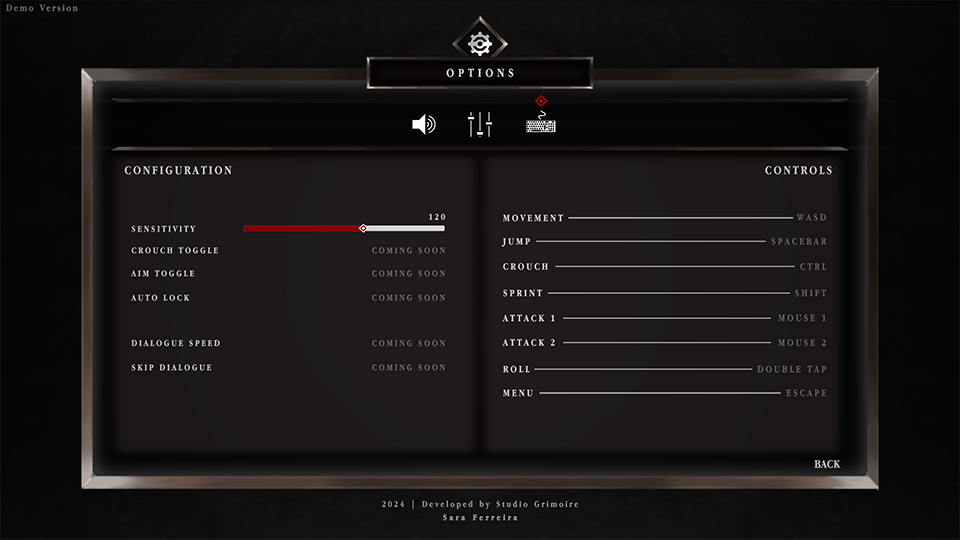 Demo Version
OPTIONS
CONFIGURATION
120
SENSITIVITY
CROUCH TOGGLE COMING SOON
AIM TOGGLE COMING SOON
AUTO LOCK COMING SOON
DIALOGUE SPEED COMING SOON
SKIP DIALOGUE COMING SOON
CONTROLS
MOVEMENT WASD
JUMP SPACEBAR
CROUCH CTRL
SPRINT SHIFT
ATTACK 1 MOUSE 1
ATTACK 2 MOUSE 2
ROLL DOUBLE TAP
MENU ESCAPE
BACK
2024 | Developed by Studio Grimoire
Sara Ferreira